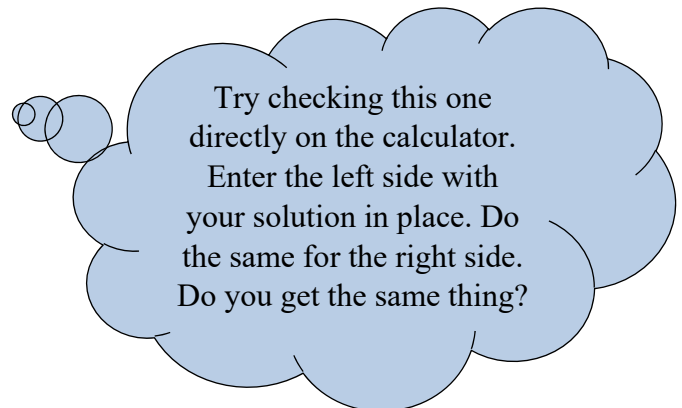 Try checking this one
directly on the calculator.
Enter the left side with
your solution in place. Do
the same for the right side.
Do you get the same thing?